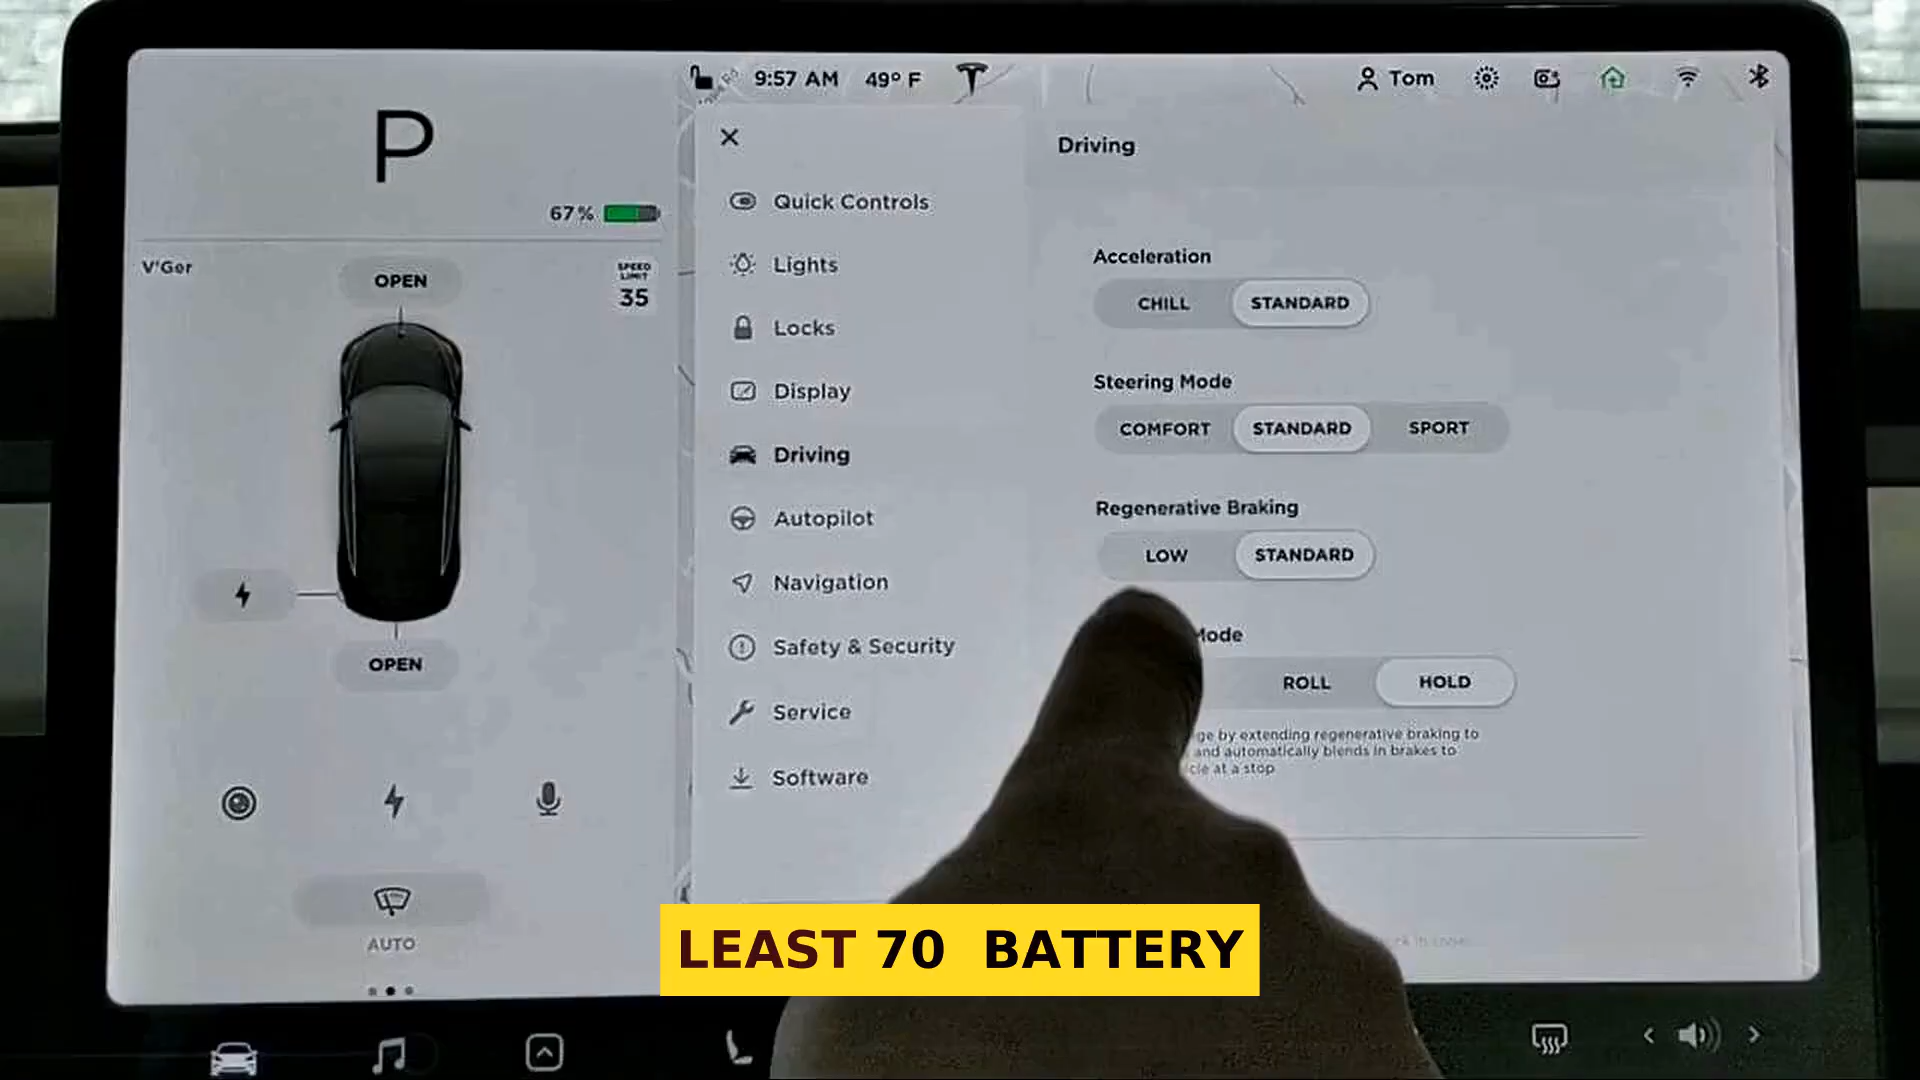 9:57 AM 49° F
Tom
P
67%
V'Ger
OPEN
SPEED
LIMIT
35
OPEN
AUTO
Quick Controls
Lights
Locks
Display
Driving
Autopilot
Navigation
Safety & Security
Service
Software
Driving
Acceleration
CHILL STANDARD
Steering Mode
COMFORT STANDARD SPORT
Regenerative Braking
LOW STANDARD
Mode
ROLL HOLD
ge by extending regenerative braking to
and automatically blends in brakes to
cle at a stop
LEAST 70 BATTERY